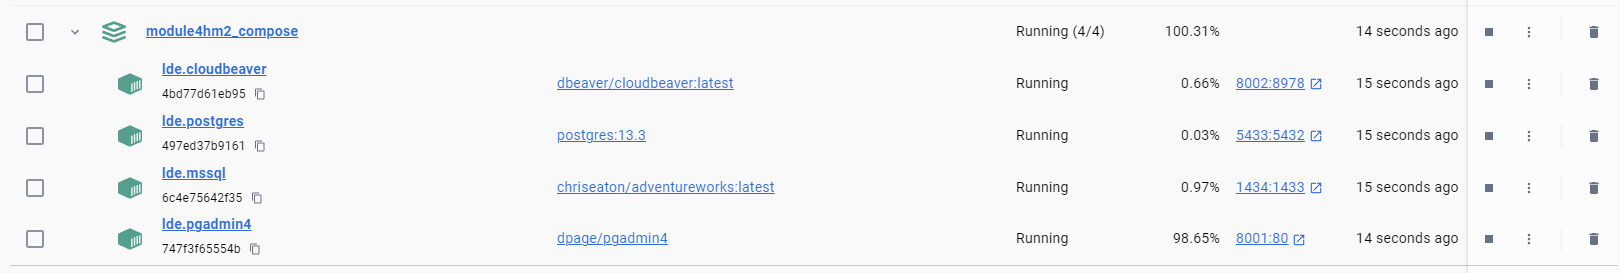 module4hm2_compose Running (4/4) 100.31% 14 seconds ago
lde.cloudbeaver
4bd77d61eb95 dbeaver/cloudbeaver:latest Running 0.66% 8002:8978 15 seconds ago
lde.postgres
497ed37b9161 postgres:13.3 Running 0.03% 5433:5432 15 seconds ago
lde.mssql
6c4e75642f35 chriseaton/adventureworks:latest Running 0.97% 1434:1433 15 seconds ago
lde.pgadmin4
747f3f65554b dpage/pgadmin4 Running 98.65% 8001:80 14 seconds ago